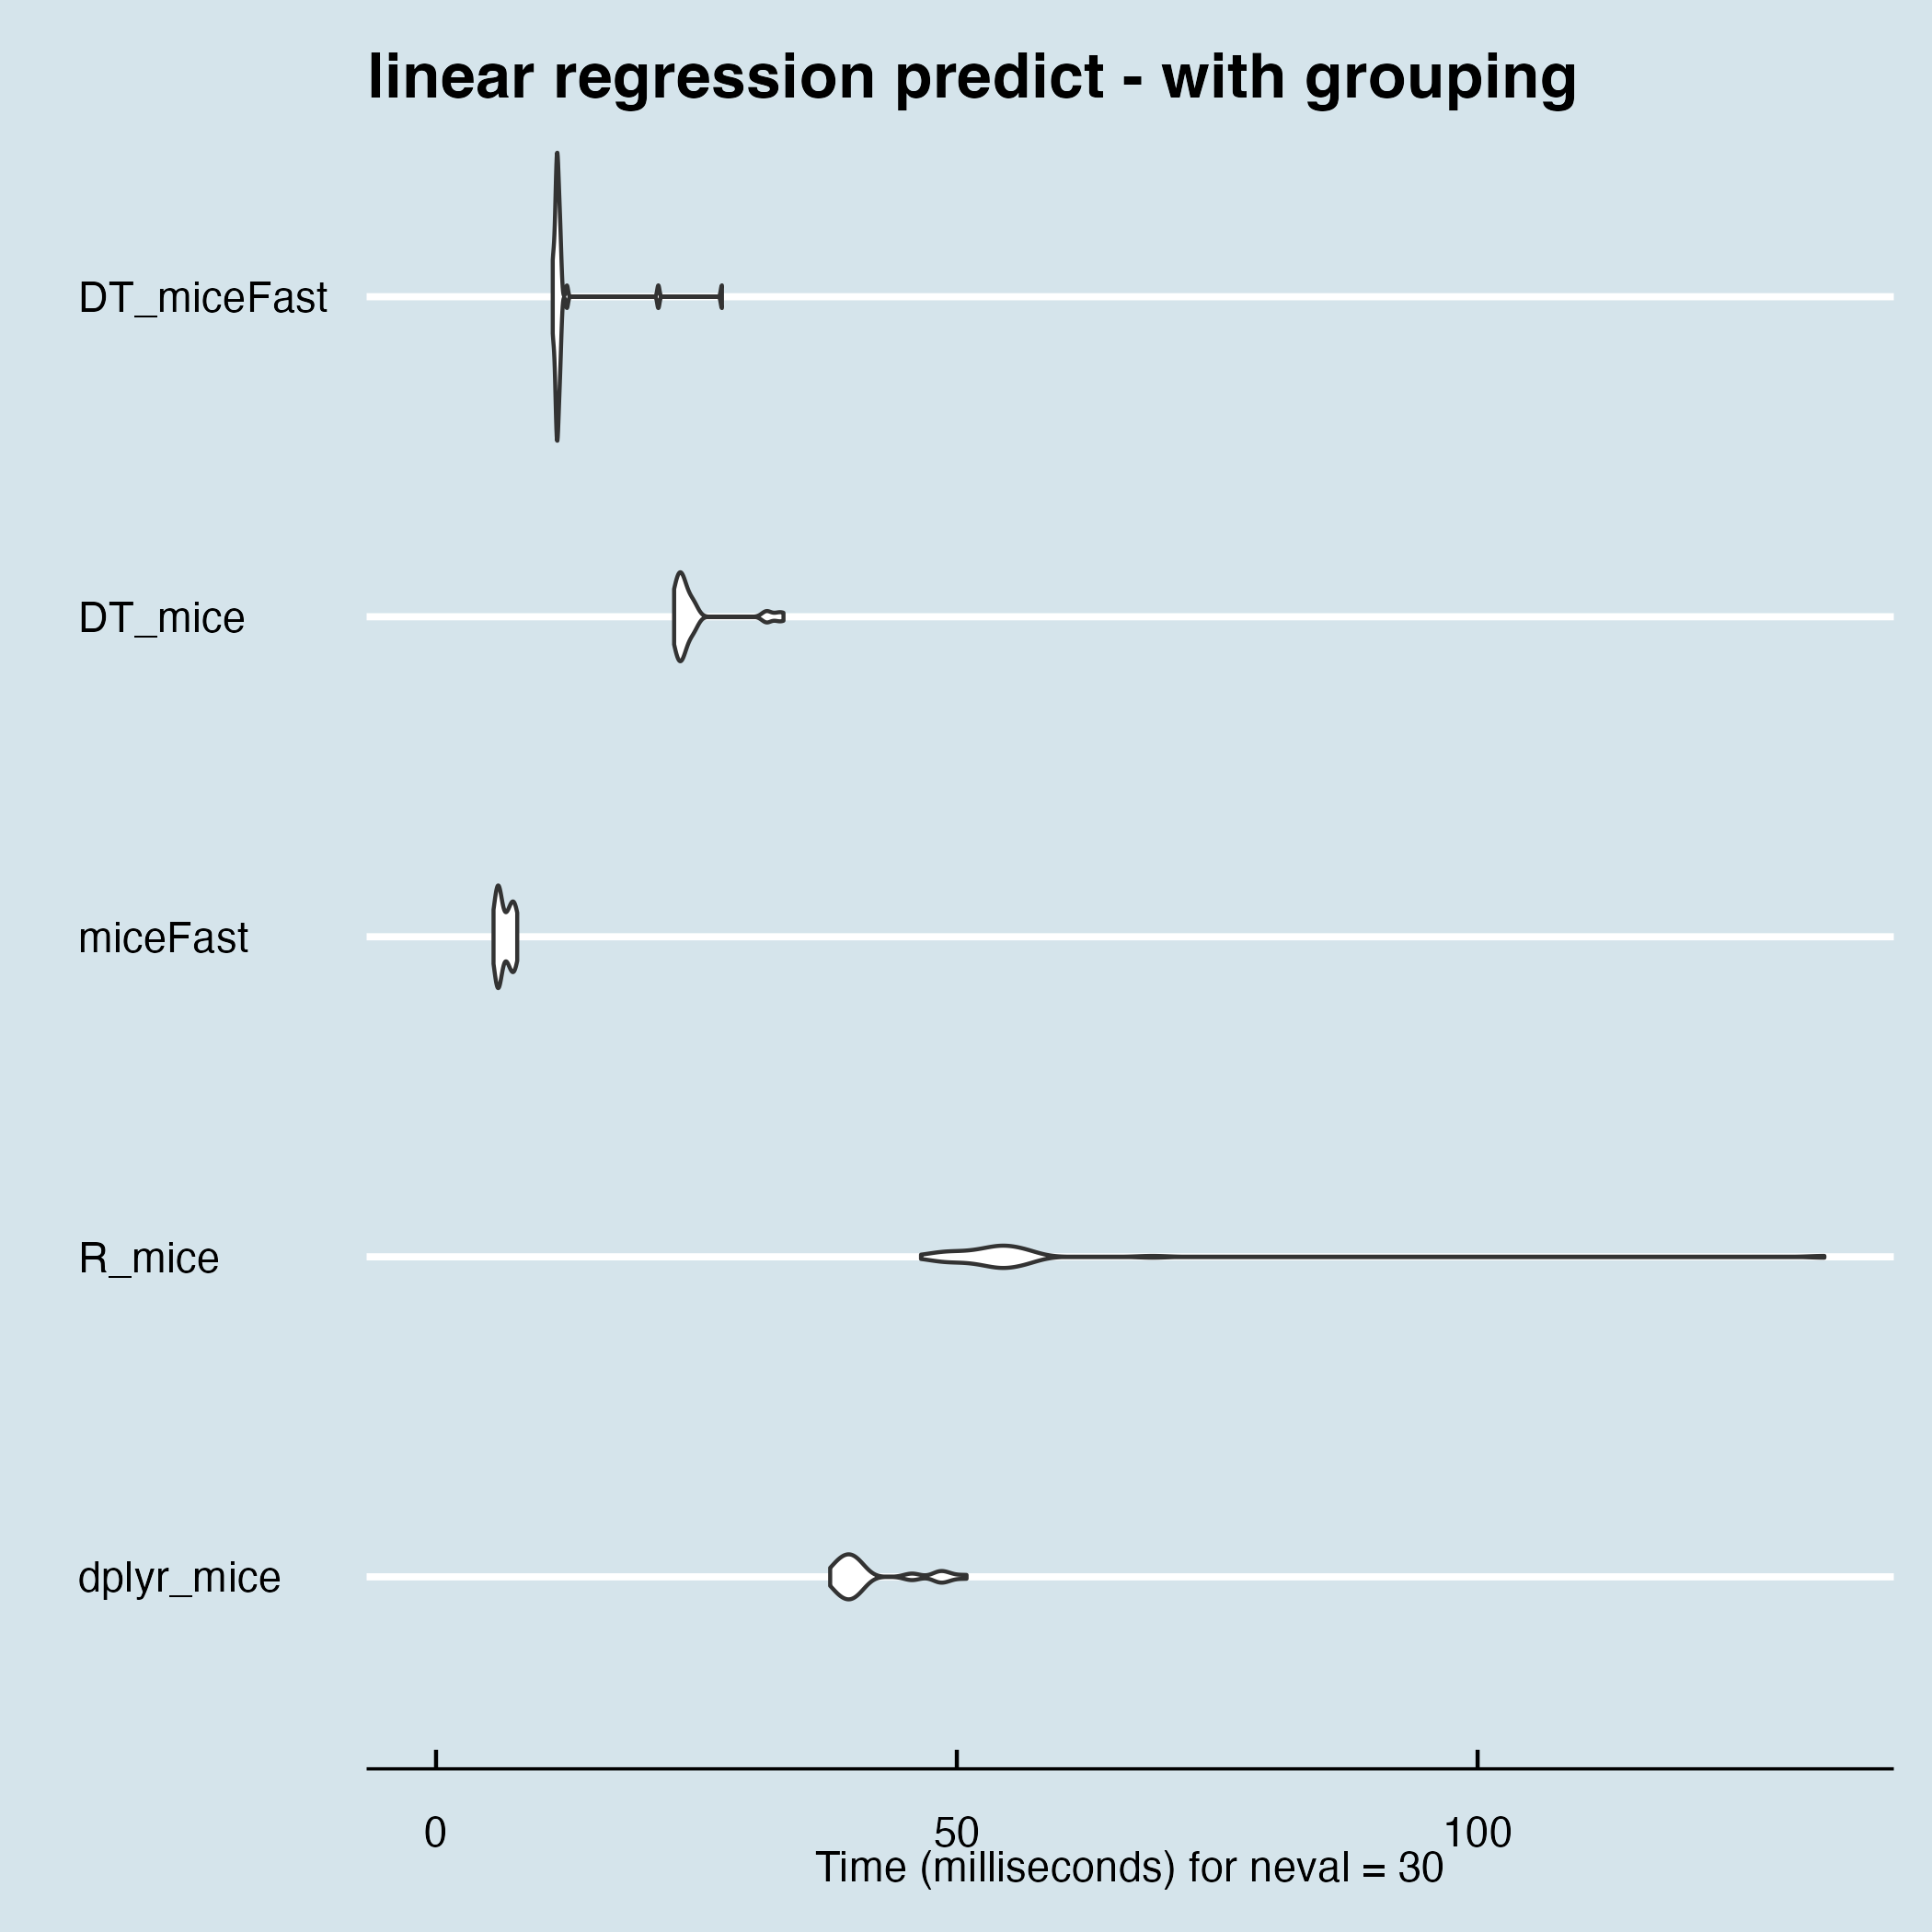 linear regression predict - with grouping
DT_miceFast
DT_mice
miceFast
R_mice
dplyr_mice
0 50 100
Time (milliseconds) for neval = 30